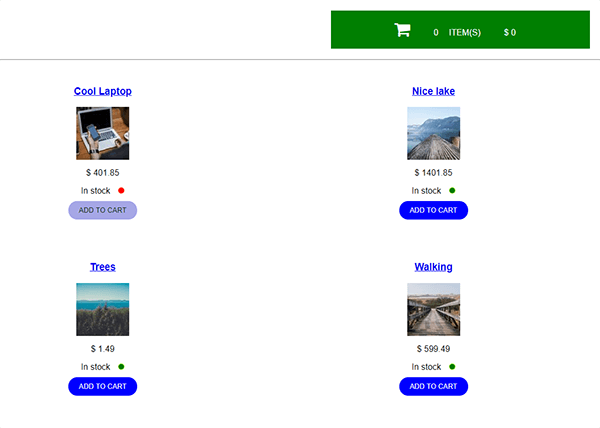 0 ITEM(S) $ 0
Cool Laptop
Nice lake
$ 401.85
$ 1401.85
In stock
In stock
ADD TO CART
ADD TO CART
Trees
Walking
$ 1.49
$ 599.49
In stock
In stock
ADD TO CART
ADD TO CART